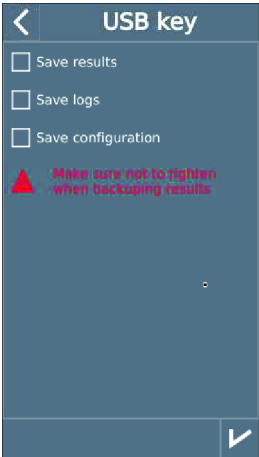 USB key
Save results
Save logs
Save configuration
Make sure not to tighten
when backuping results